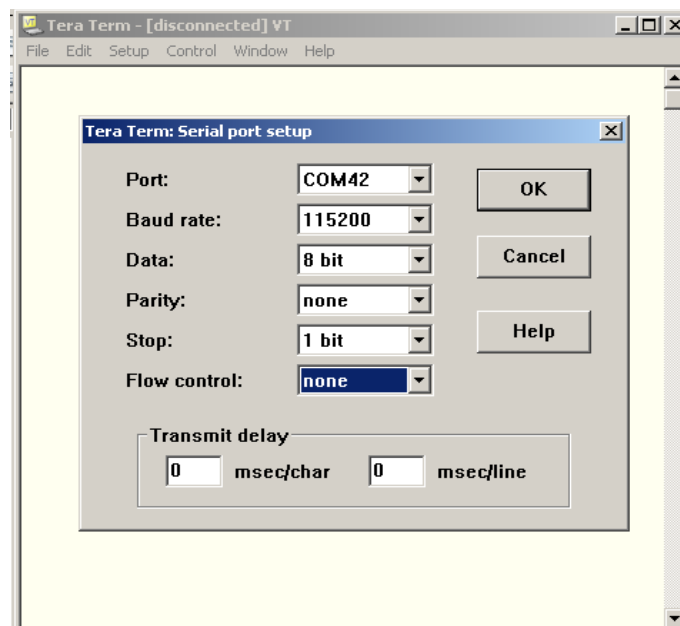 Tera Term - [disconnected] VT
File Edit Setup Control Window Help
Tera Term: Serial port setup
Port: COM42 OK
Baud rate: 115200
Data: 8 bit Cancel
Parity: none
Stop: 1 bit Help
Flow control: none
Transmit delay
0 msec/char 0 msec/line